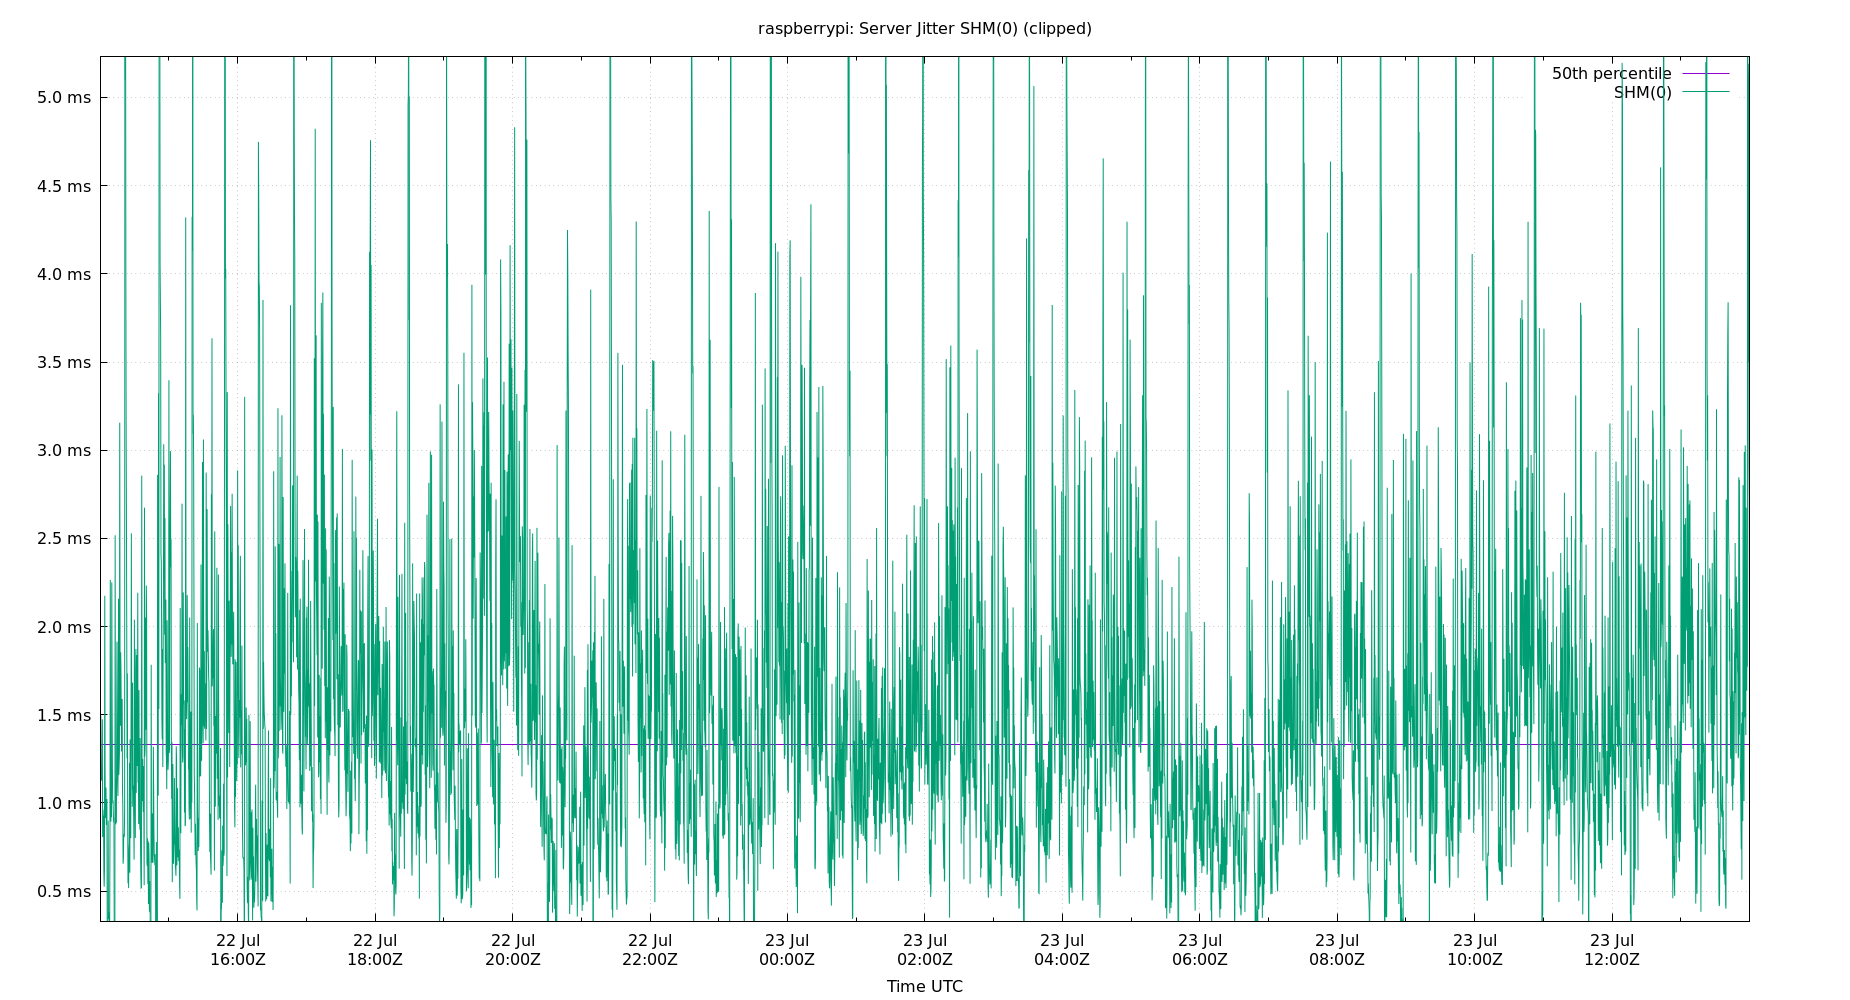 raspberrypi: Server Jitter SHM(0) (clipped)
50th percentile
SHM(0)
5.0 ms
4.5 ms
4.0 ms
3.5 ms
3.0 ms
2.5 ms
2.0 ms
1.5 ms
1.0 ms
0.5 ms
22 Jul 22 Jul 22 Jul 22 Jul 23 Jul 23 Jul 23 Jul 23 Jul 23 Jul 23 Jul 23 Jul
16:00Z 18:00Z 20:00Z 22:00Z 00:00Z 02:00Z 04:00Z 06:00Z 08:00Z 10:00Z 12:00Z
Time UTC